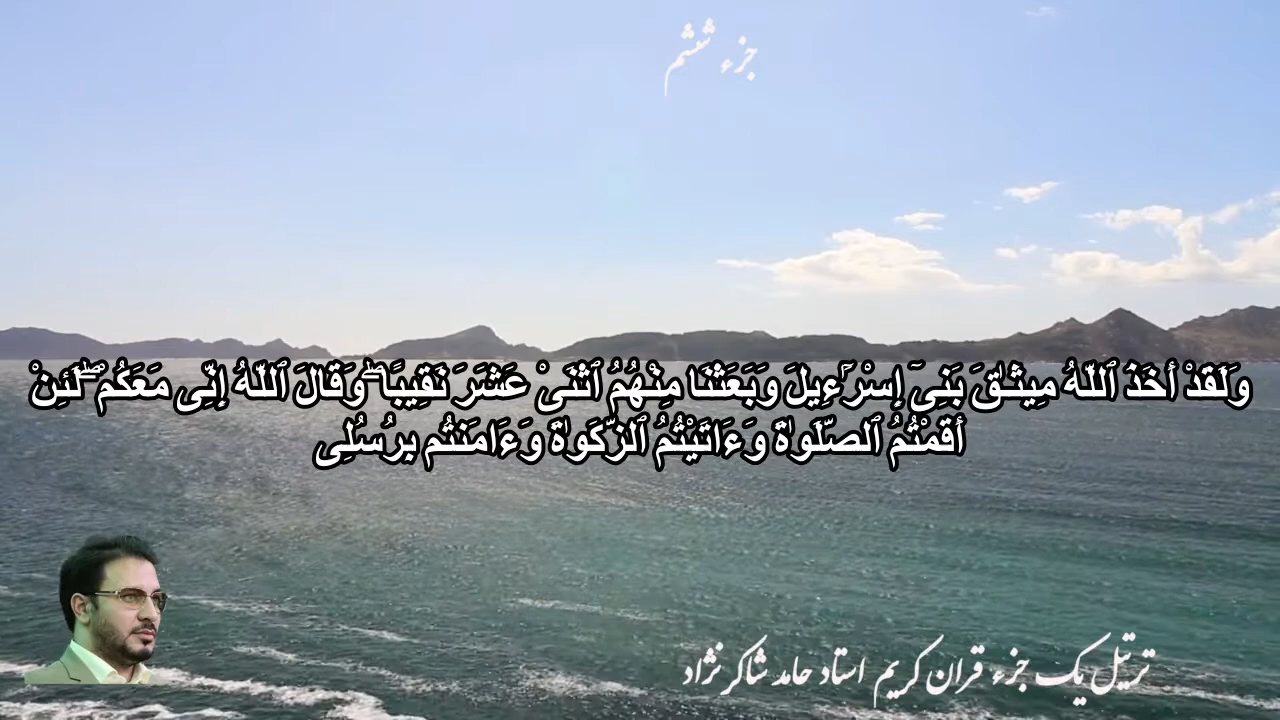 جزء ششم
وَلَقَدْ أَخَذَ ٱللَّهُ مِيثَـٰقَ بَنِىٓ إِسْرَٰٓءِيلَ وَبَعَثْنَا مِنْهُمُ ٱثْنَىْ عَشَرَ نَقِيبًا ۖ وَقَالَ ٱللَّهُ إِنِّى مَعَكُمْ ۖ لَئِنْ
أَقَمْتُمُ ٱلصَّلَوٰةَ وَءَاتَيْتُمُ ٱلزَّكَوٰةَ وَءَامَنتُم بِرُسُلِى
ترتیل یک جزء قران کریم استاد حامد شاکرنژاد